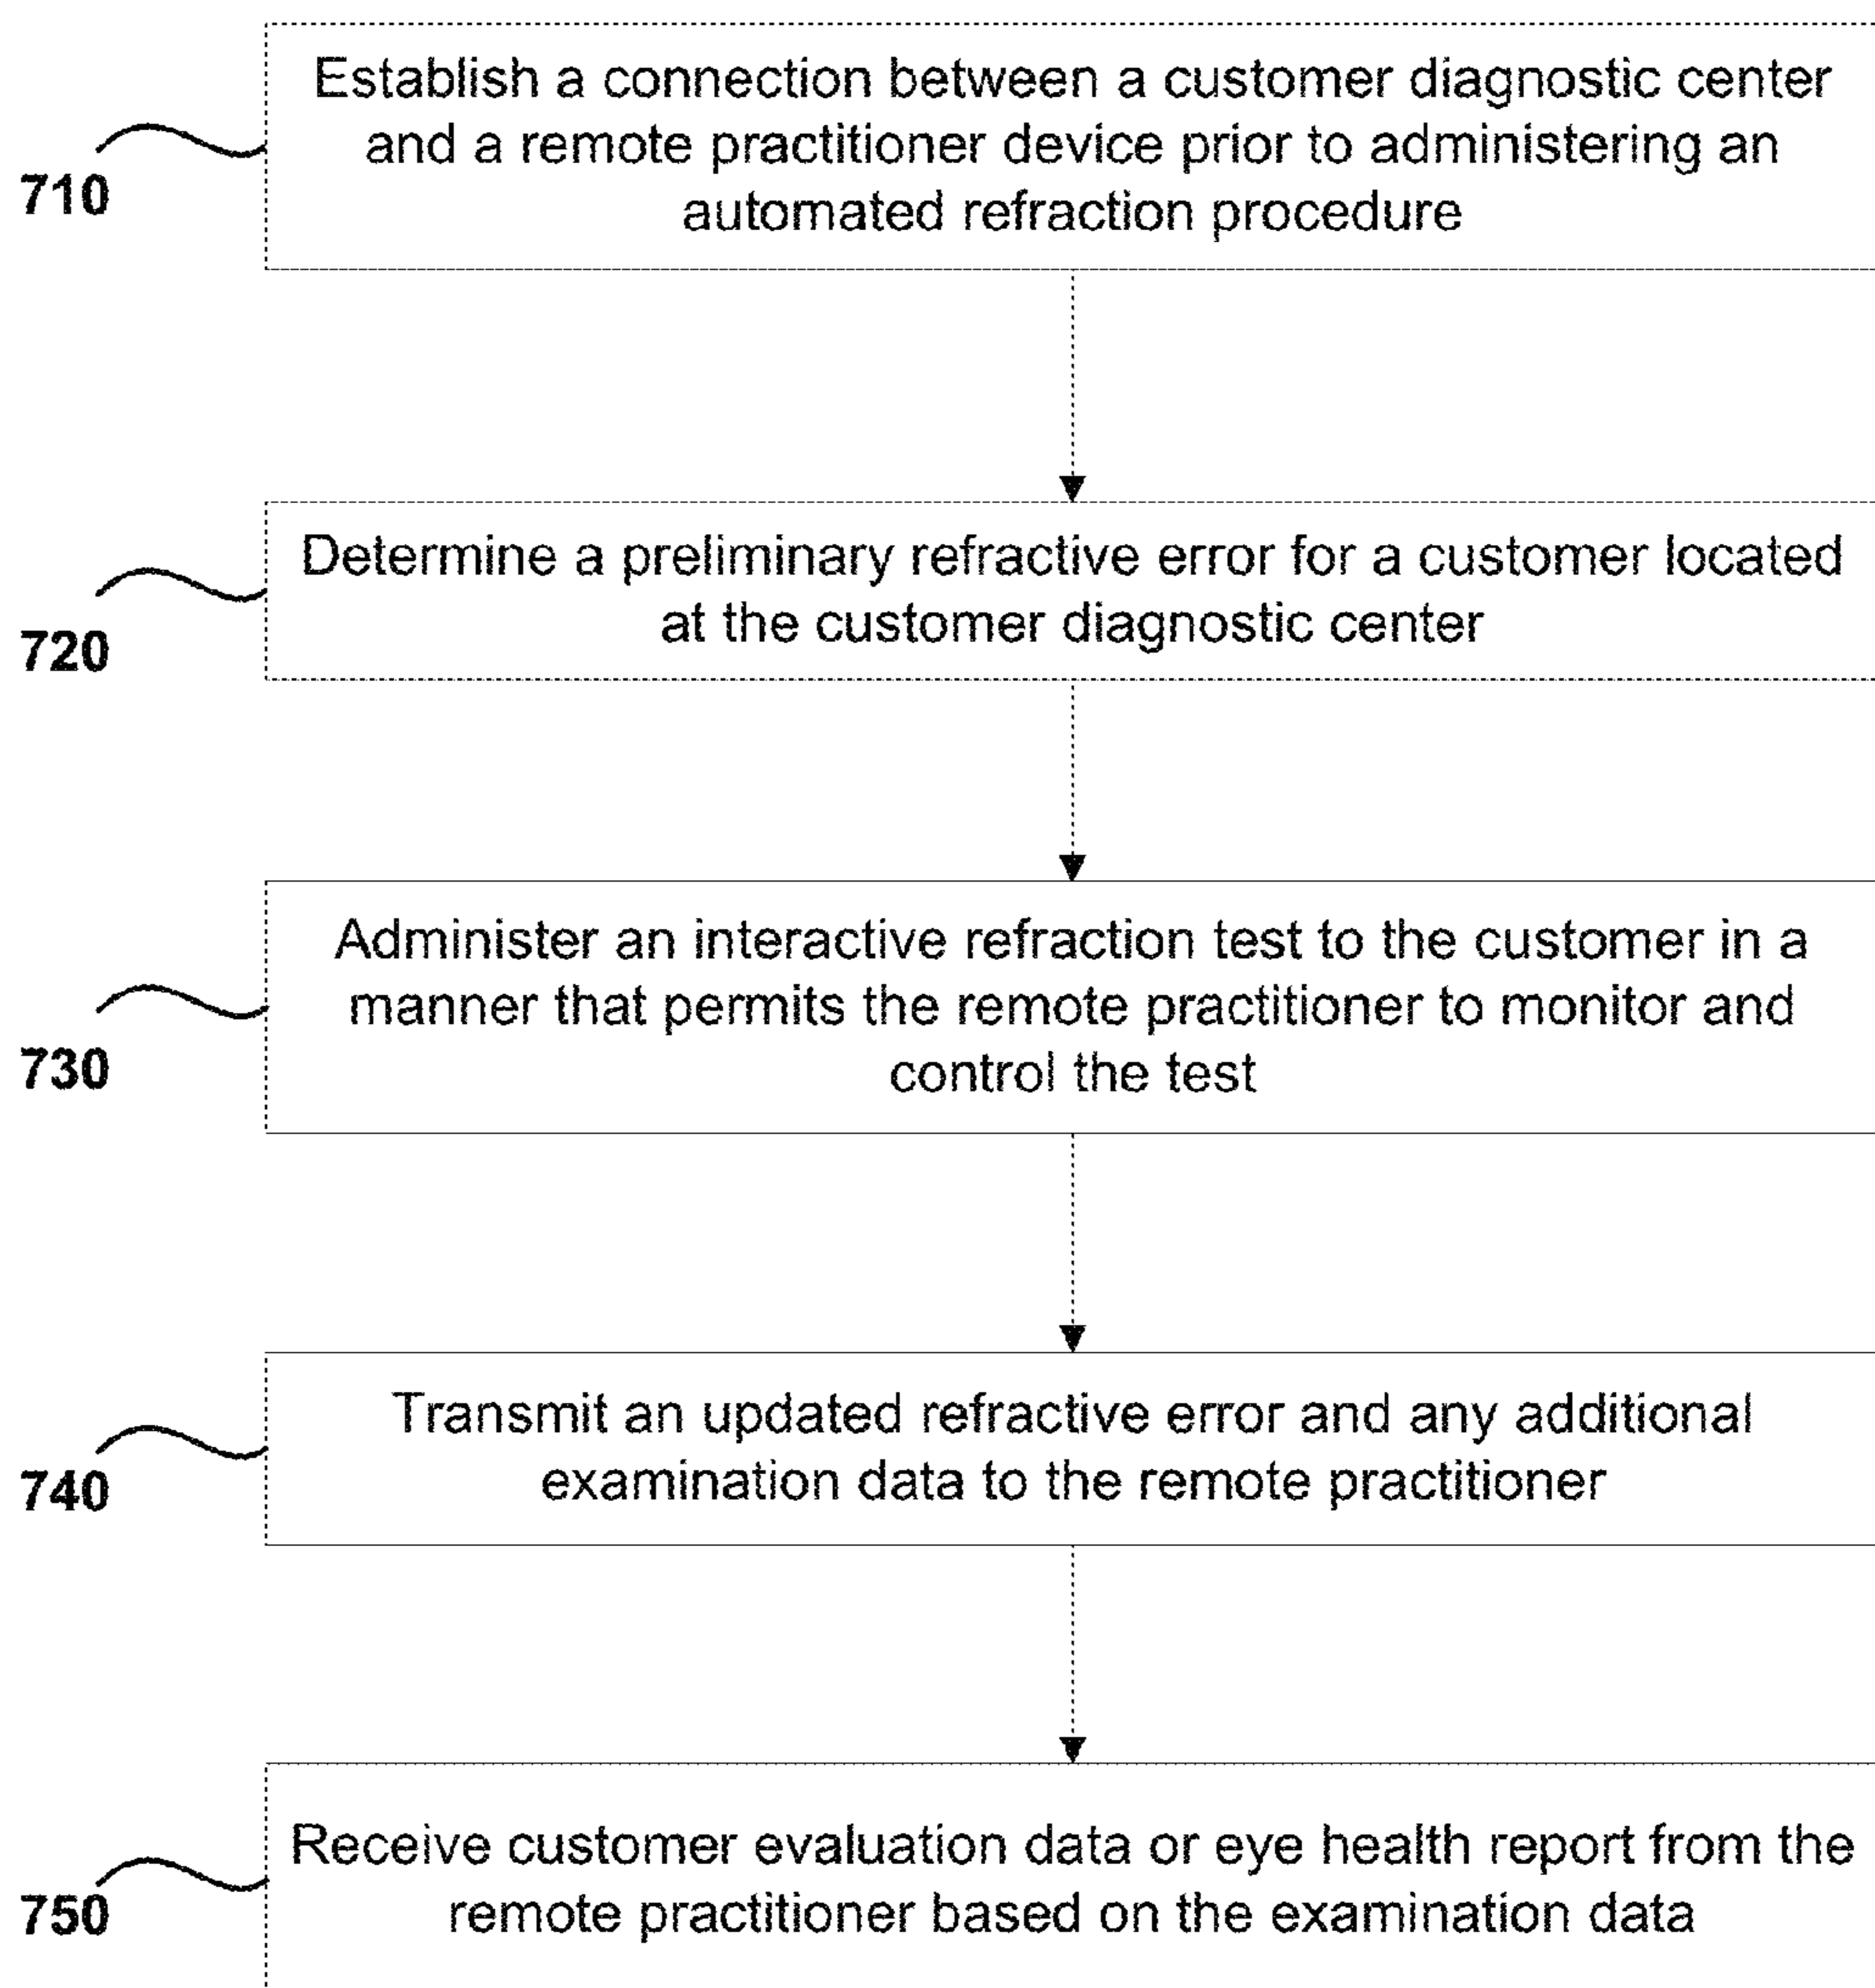 Establish a connection between a customer diagnostic center
and a remote practitioner device prior to administering an
automated refraction procedure
710
Determine a preliminary refractive error for a customer located
at the customer diagnostic center
720
Administer an interactive refraction test to the customer in a
manner that permits the remote practitioner to monitor and
control the test
730
Transmit an updated refractive error and any additional
examination data to the remote practitioner
740
Receive customer evaluation data or eye health report from the
remote practitioner based on the examination data
750